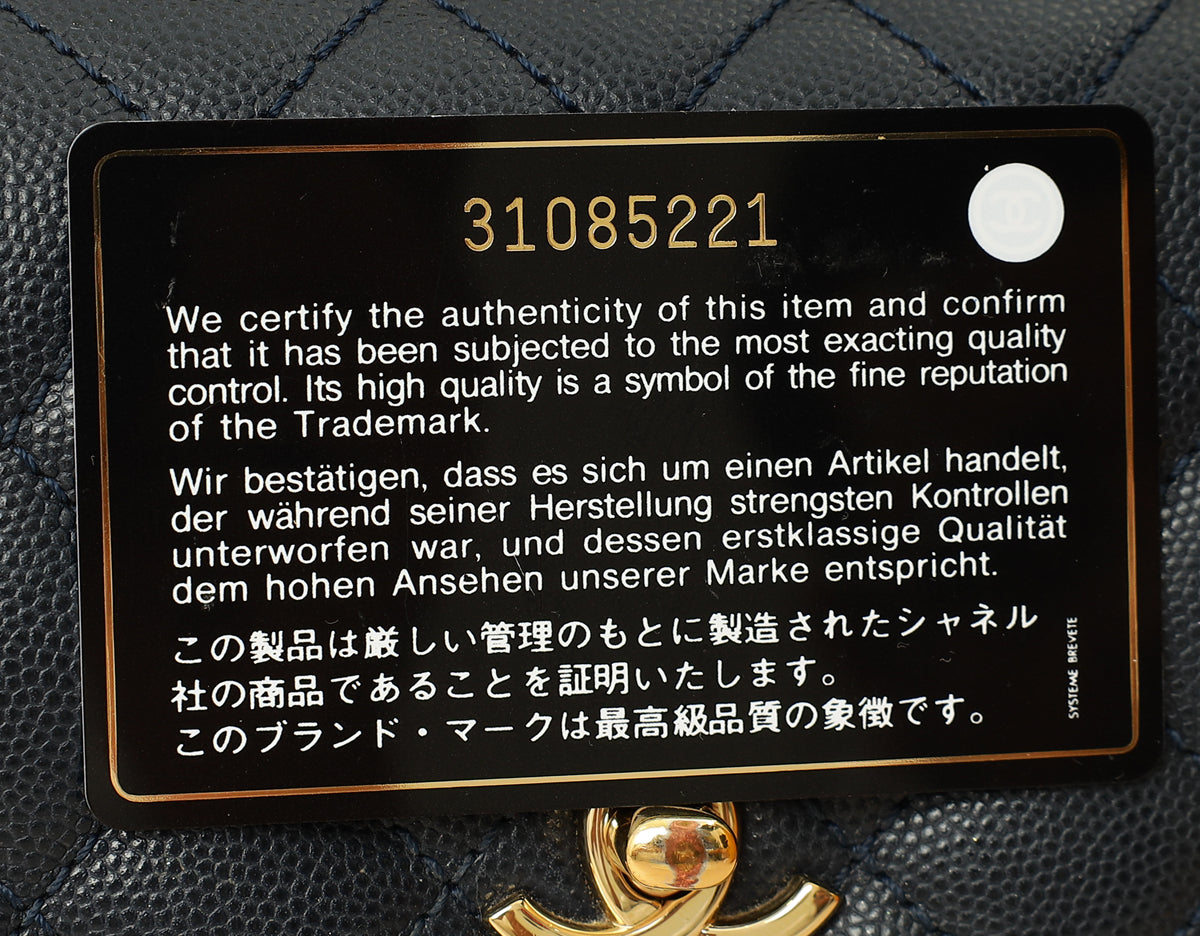 31085221
We certify the authenticity of this item and confirm
that it has been subjected to the most exacting quality
control. Its high quality is a symbol of the fine reputation
of the Trademark.
Wir bestätigen, dass es sich um einen Artikel handelt,
der während seiner Herstellung strengsten Kontrollen
unterworfen war, und dessen erstklassige Qualität
dem hohen Ansehen unserer Marke entspricht.
この製品は厳しい管理のもとに製造されたシャネル
社の商品であることを証明いたします。
このブランド・マークは最高級品質の象徴です。
SYSTEME BREVETE